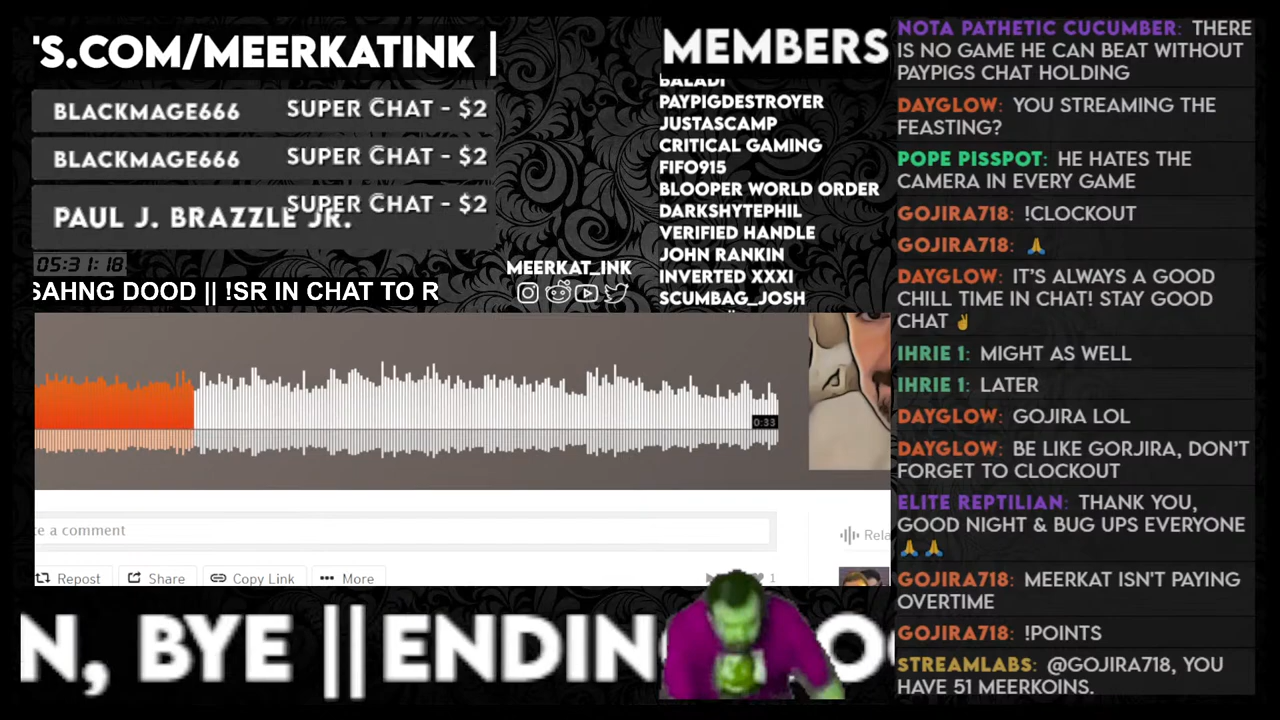 'S.COM/MEERKATINK |
BLACKMAGE666 SUPER CHAT - $2
BLACKMAGE666 SUPER CHAT - $2
PAUL J. BRAZZLE JR. SUPER CHAT - $2
05:31:18
SAHNG DOOD || !SR IN CHAT TO R
MEERKAT_INK
MEMBERS
BALADI
PAYPIGDESTROYER
JUSTASCAMP
CRITICAL GAMING
FIFO915
BLOOPER WORLD ORDER
DARKSHYTEPHIL
VERIFIED HANDLE
JOHN RANKIN
INVERTED XXXI
SCUMBAG_JOSH
0:33
te a comment
Rela
Repost Share Copy Link More
1
N, BYE || ENDING
NOTA PATHETIC CUCUMBER: THERE
IS NO GAME HE CAN BEAT WITHOUT
PAYPIGS CHAT HOLDING
DAYGLOW: YOU STREAMING THE
FEASTING?
POPE PISSPOT: HE HATES THE
CAMERA IN EVERY GAME
GOJIRA718: !CLOCKOUT
GOJIRA718: 🙏
DAYGLOW: IT'S ALWAYS A GOOD
CHILL TIME IN CHAT! STAY GOOD
CHAT ✌
IHRIE 1: MIGHT AS WELL
IHRIE 1: LATER
DAYGLOW: GOJIRA LOL
DAYGLOW: BE LIKE GORJIRA, DON'T
FORGET TO CLOCKOUT
ELITE REPTILIAN: THANK YOU,
GOOD NIGHT & BUG UPS EVERYONE
🙏 🙏
GOJIRA718: MEERKAT ISN'T PAYING
OVERTIME
GOJIRA718: !POINTS
STREAMLABS: @GOJIRA718, YOU
HAVE 51 MEERKOINS.